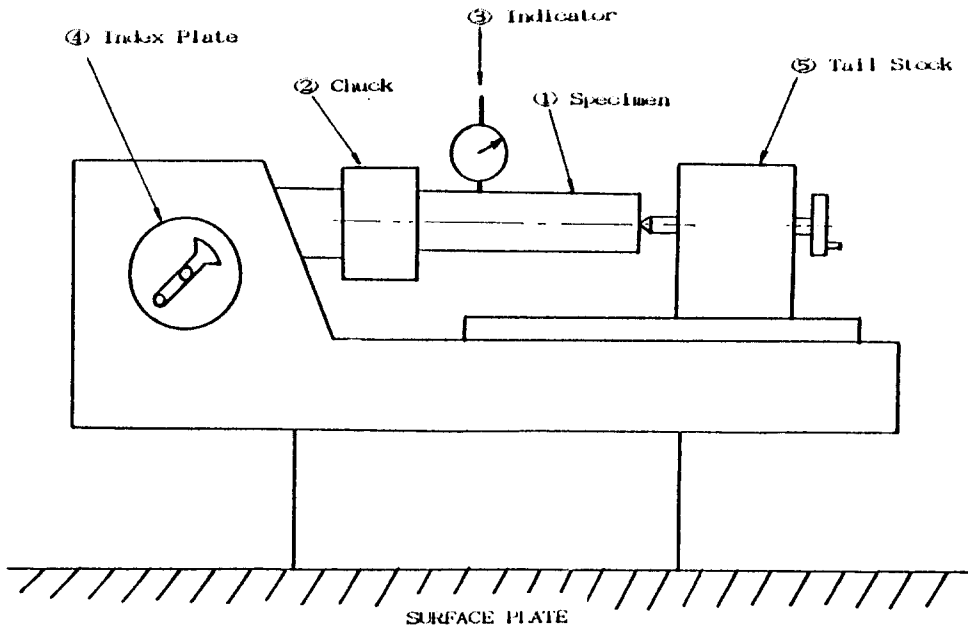 ③ Indicator
④ Index Plate
⑤ Tail Stock
② Chuck
① Specimen
SURFACE PLATE